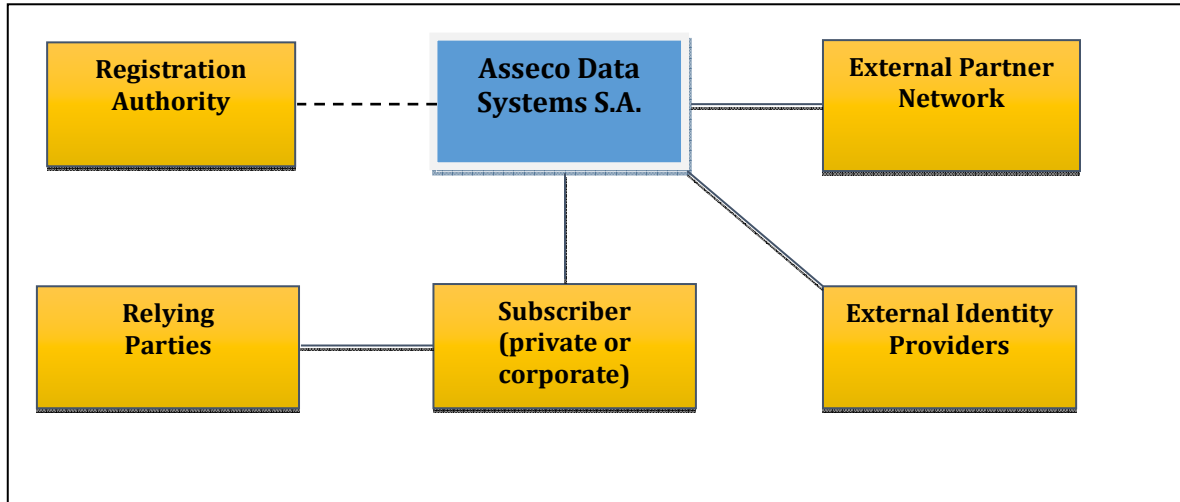 Registration
Authority
Asseco Data
Systems S.A.
External Partner
Network
Relying
Parties
Subscriber
(private or
corporate)
External Identity
Providers